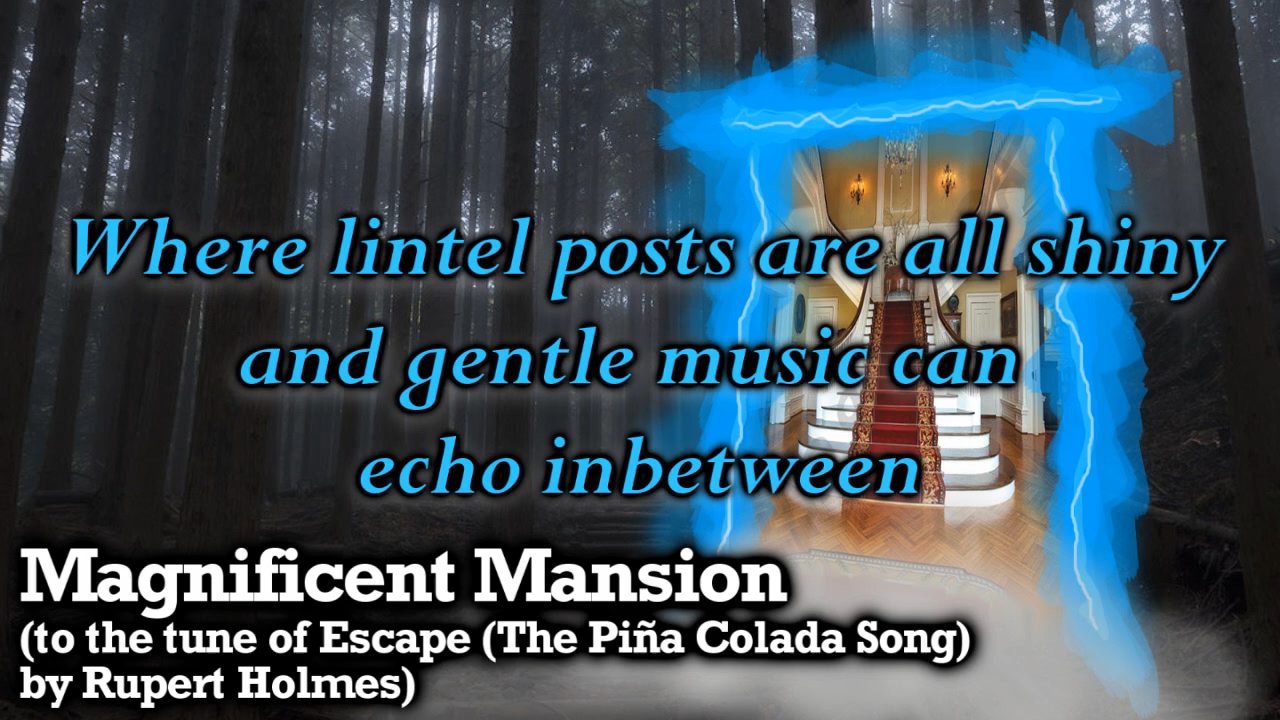 Where lintel posts are all shiny
and gentle music can
echo inbetween
Magnificent Mansion
(to the tune of Escape (The Piña Colada Song)
by Rupert Holmes)